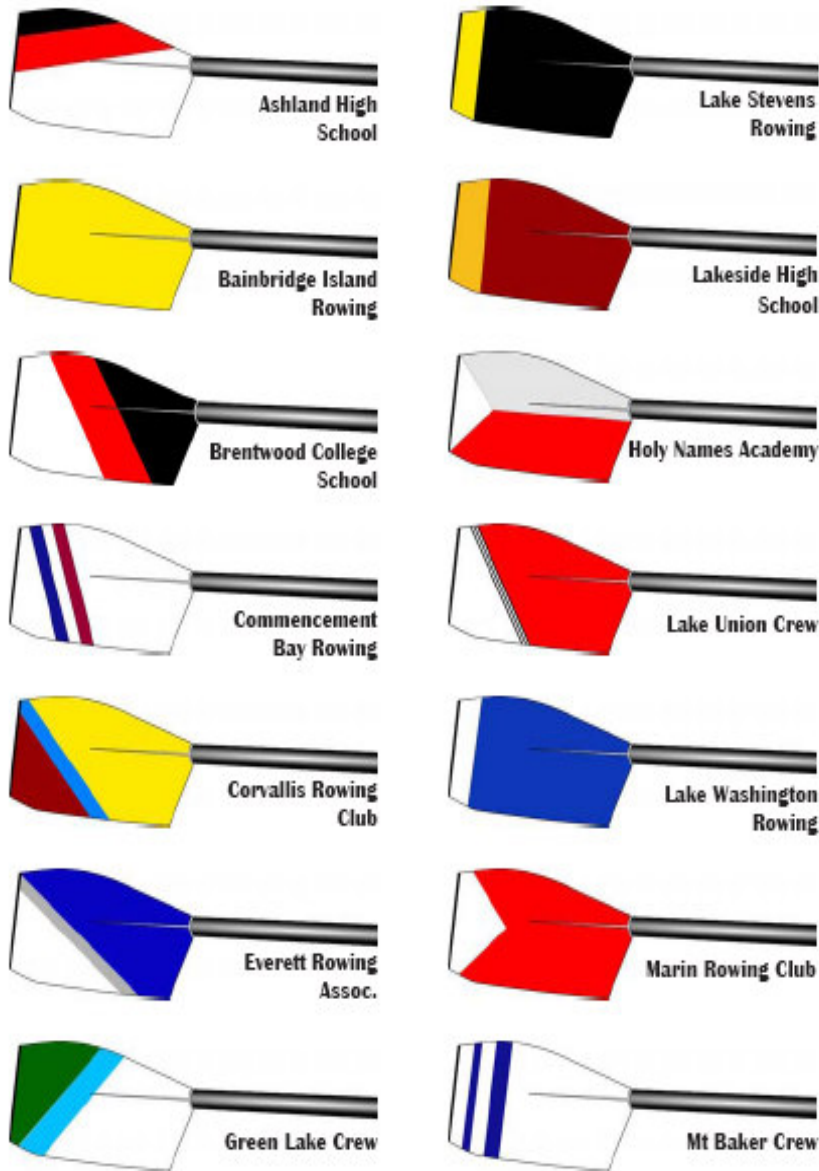 Ashland High
School
Lake Stevens
Rowing
Bainbridge Island
Rowing
Lakeside High
School
Brentwood College
School
Holy Names Academy
Commencement
Bay Rowing
Lake Union Crew
Corvallis Rowing
Club
Lake Washington
Rowing
Everett Rowing
Assoc.
Marin Rowing Club
Green Lake Crew
Mt Baker Crew